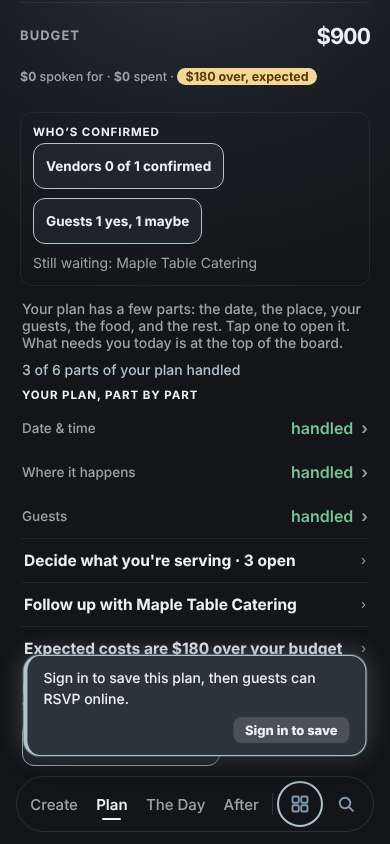 BUDGET $900
$0 spoken for · $0 spent · $180 over, expected
WHO'S CONFIRMED
Vendors 0 of 1 confirmed
Guests 1 yes, 1 maybe
Still waiting: Maple Table Catering
Your plan has a few parts: the date, the place, your
guests, the food, and the rest. Tap one to open it.
What needs you today is at the top of the board.
3 of 6 parts of your plan handled
YOUR PLAN, PART BY PART
Date & time handled ›
Where it happens handled ›
Guests handled ›
Decide what you're serving · 3 open ›
Follow up with Maple Table Catering ›
Expected costs are $180 over your budget ›
Sign in to save this plan, then guests can
RSVP online.
Sign in to save
Create Plan The Day After